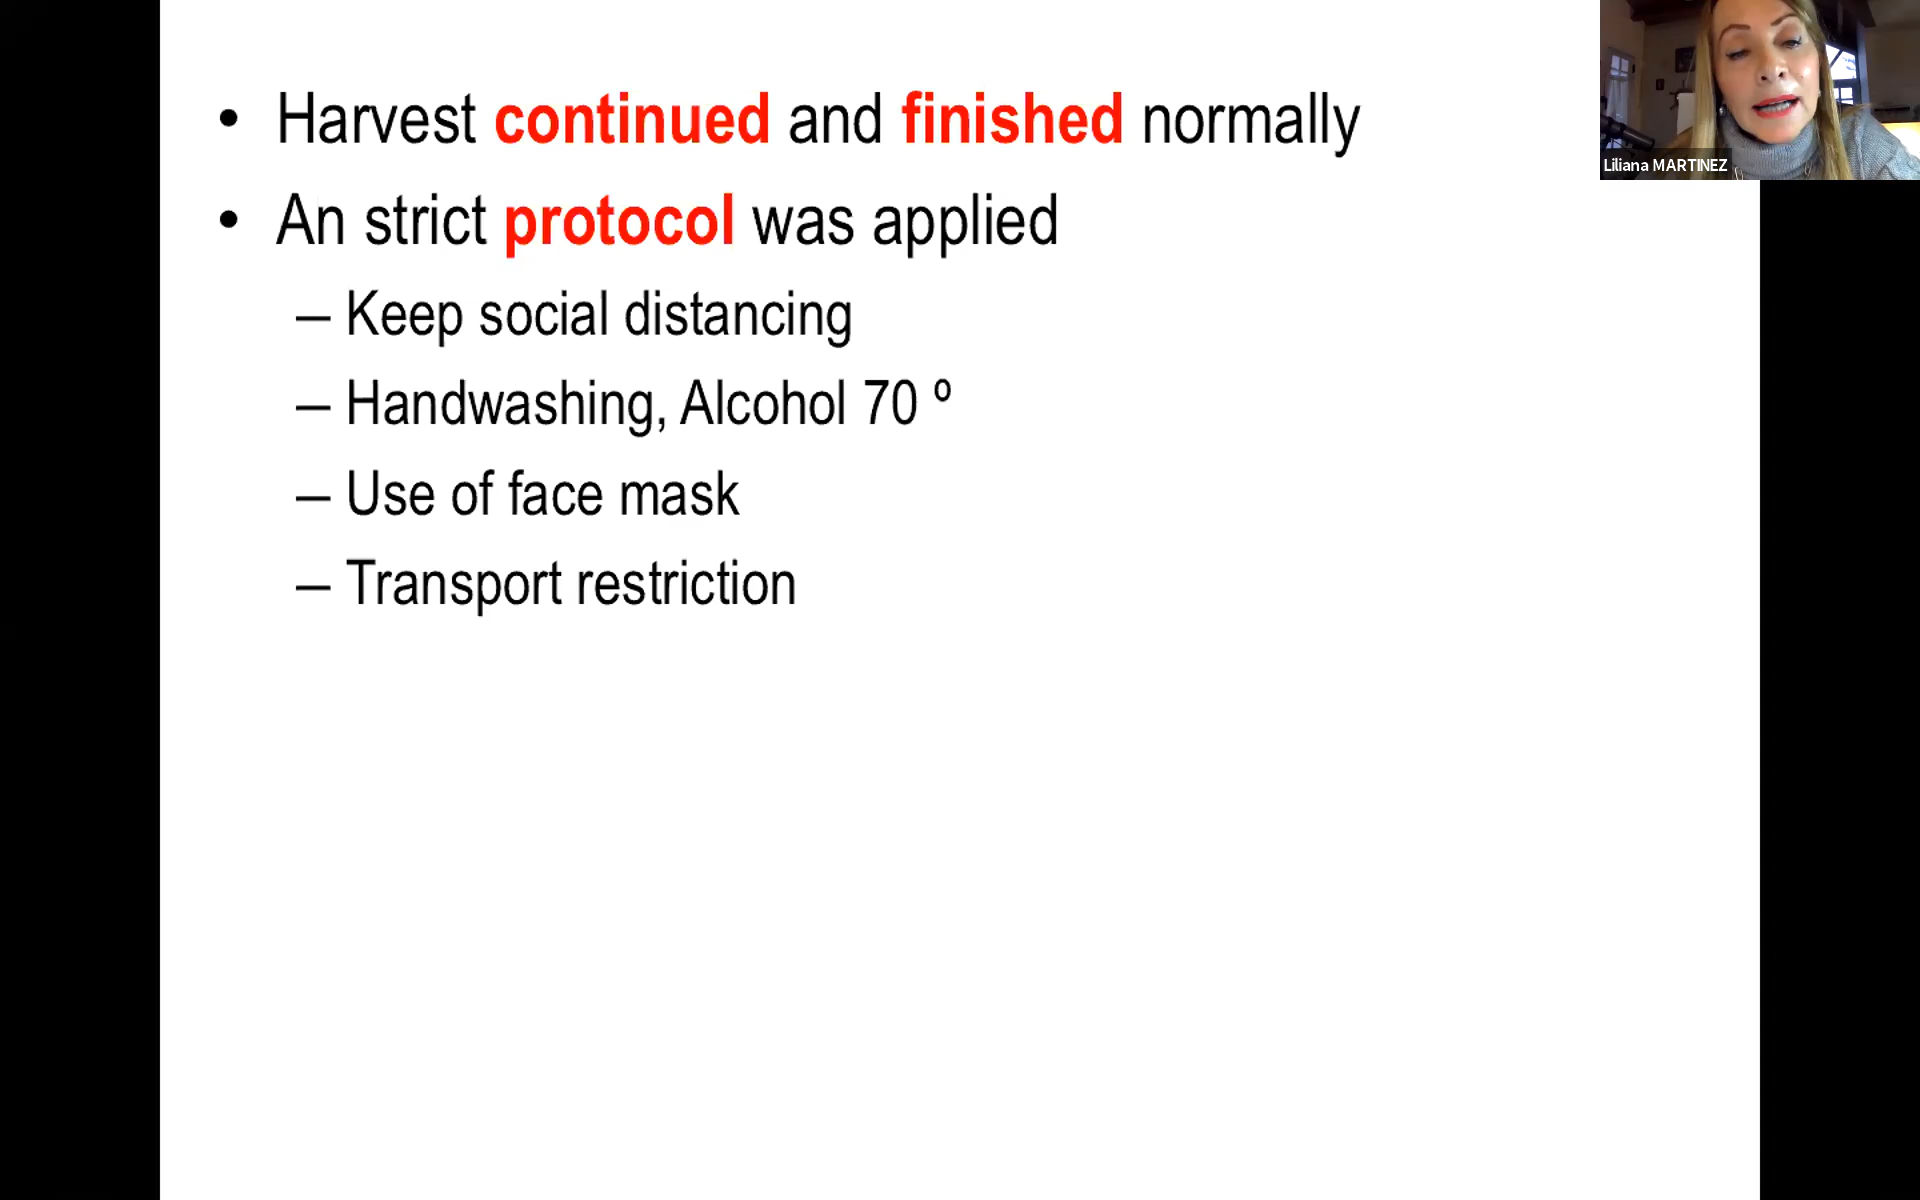 • Harvest continued and finished normally
• An strict protocol was applied
– Keep social distancing
– Handwashing, Alcohol 70 º
– Use of face mask
– Transport restriction
Liliana MARTINEZ